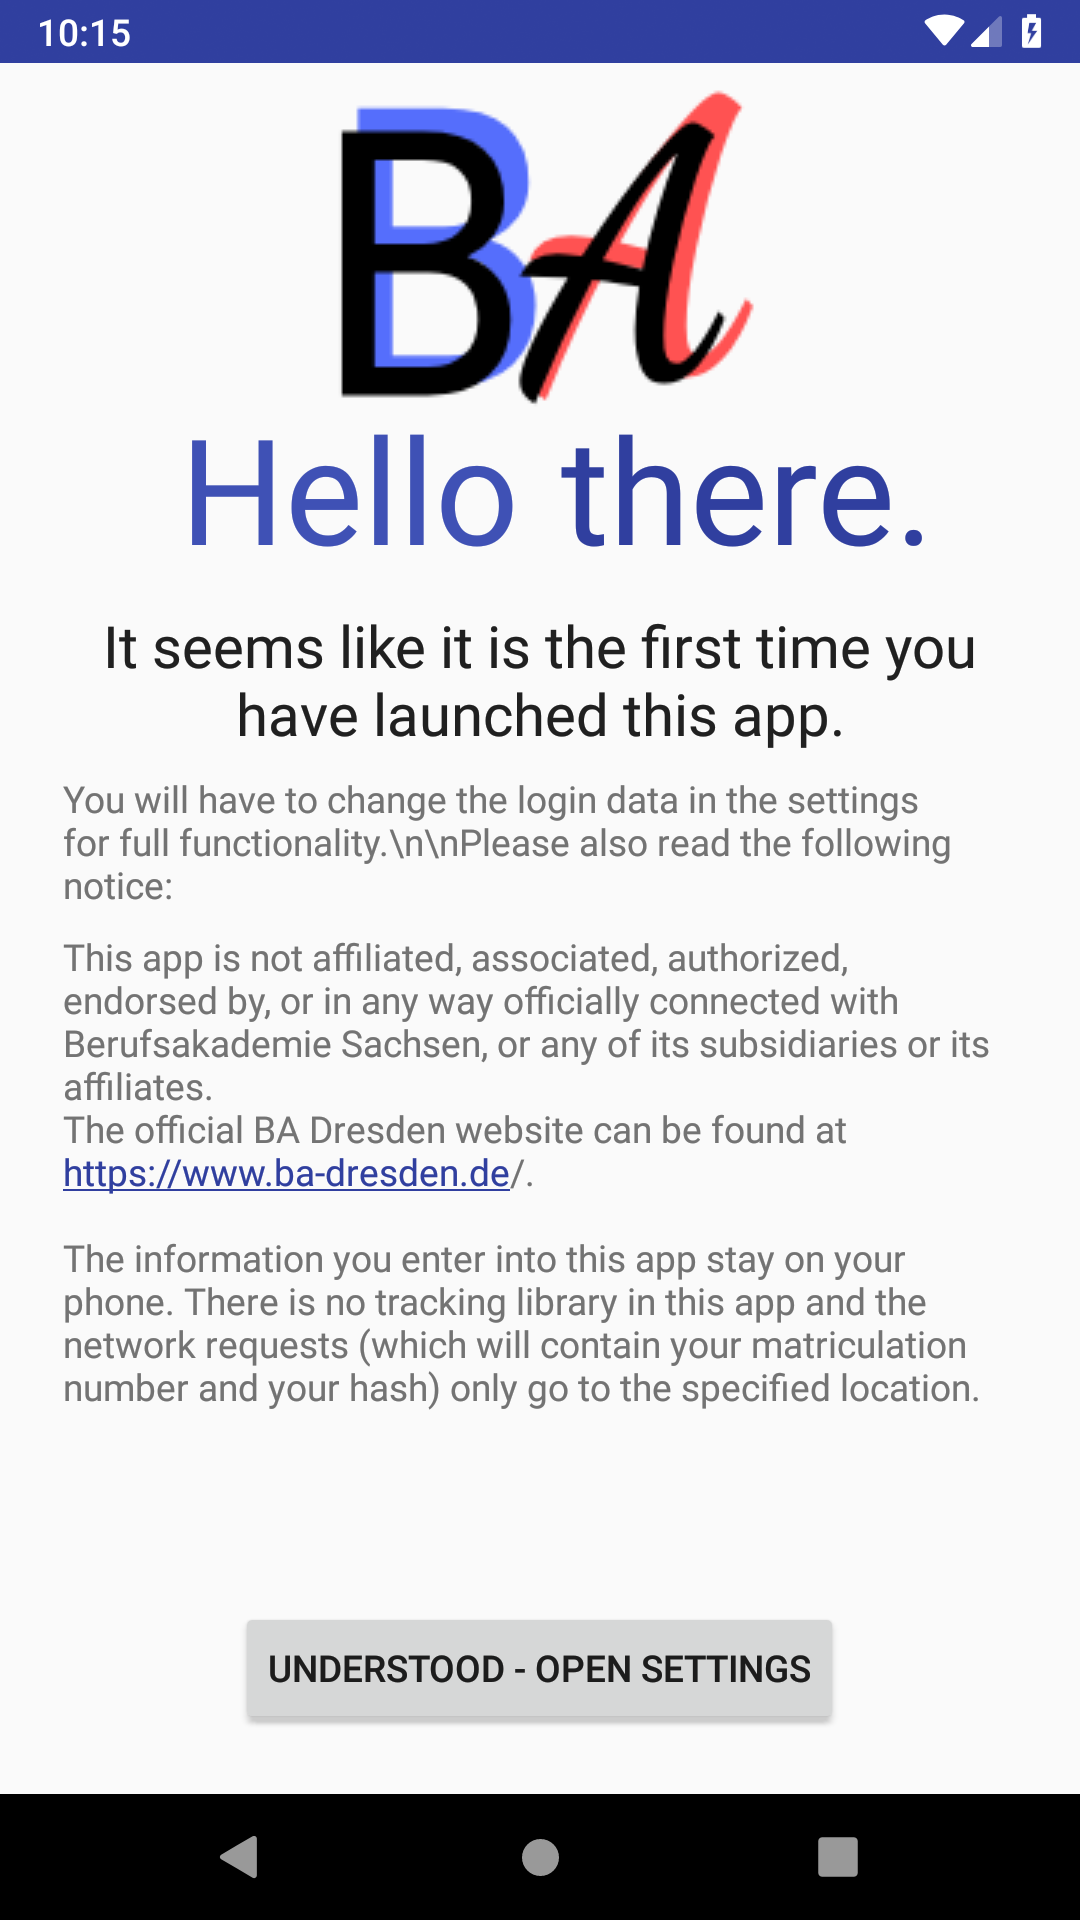 10:15
BA
Hello there.
It seems like it is the first time you
have launched this app.
You will have to change the login data in the settings
for full functionality.\n\nPlease also read the following
notice:
This app is not affiliated, associated, authorized,
endorsed by, or in any way officially connected with
Berufsakademie Sachsen, or any of its subsidiaries or its
affiliates.
The official BA Dresden website can be found at
https://www.ba-dresden.de/.
The information you enter into this app stay on your
phone. There is no tracking library in this app and the
network requests (which will contain your matriculation
number and your hash) only go to the specified location.
UNDERSTOOD - OPEN SETTINGS